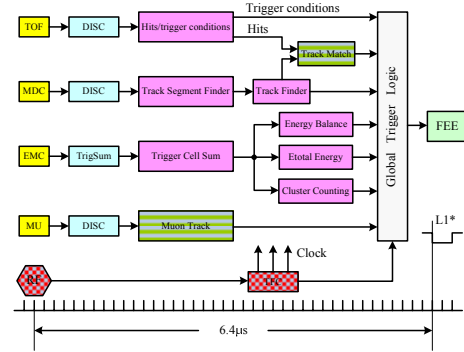 Trigger conditions
TOF DISC Hits/trigger conditions Hits
Track Match
MDC DISC Track Segment Finder Track Finder
Global Trigger Logic
FEE
Energy Balance
EMC TrigSum Trigger Cell Sum Etotal Energy
Cluster Counting
MU DISC Muon Track
L1*
Clock
RF
6.4μs